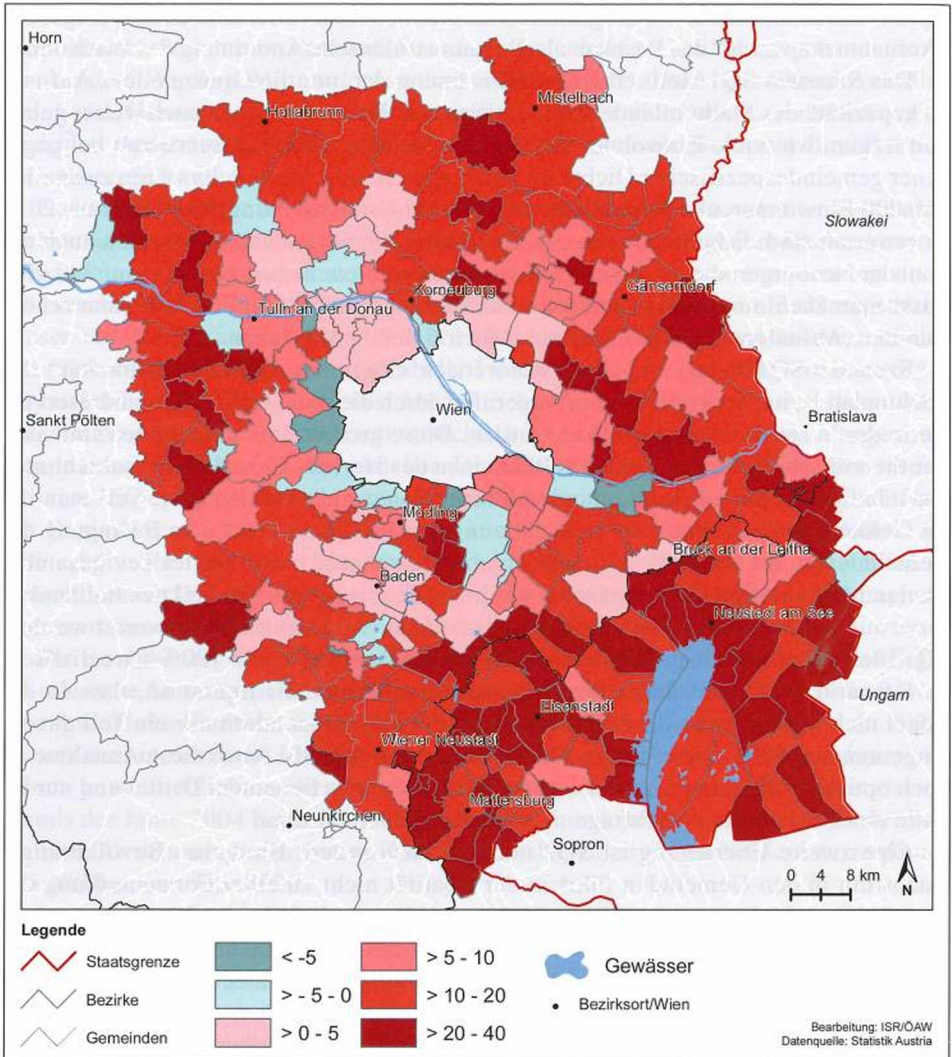 Horn
Hollabrunn
Mistelbach
Slowakei
Korneuburg
Gänserndorf
Tulln an der Donau
Wien
Sankt Pölten
Bratislava
Mödling
Bruck an der Leitha
Baden
Neusiedl am See
Eisenstadt
Ungarn
Wiener Neustadt
Mattersburg
Neunkirchen
Sopron
0 4 8 km
N
Legende
Staatsgrenze
Bezirke
Gemeinden
< -5
> - 5 - 0
> 0 - 5
> 5 - 10
> 10 - 20
> 20 - 40
Gewässer
Bezirksort/Wien
Bearbeitung: ISR/ÖAW
Datenquelle: Statistik Austria